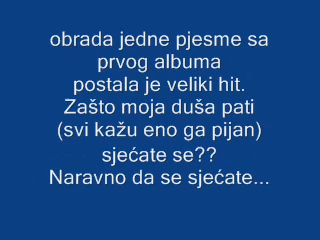 obrada jedne pjesme sa
prvog albuma
postala je veliki hit.
Zašto moja duša pati
(svi kažu eno ga pijan)
sjećate se??
Naravno da se sjećate...